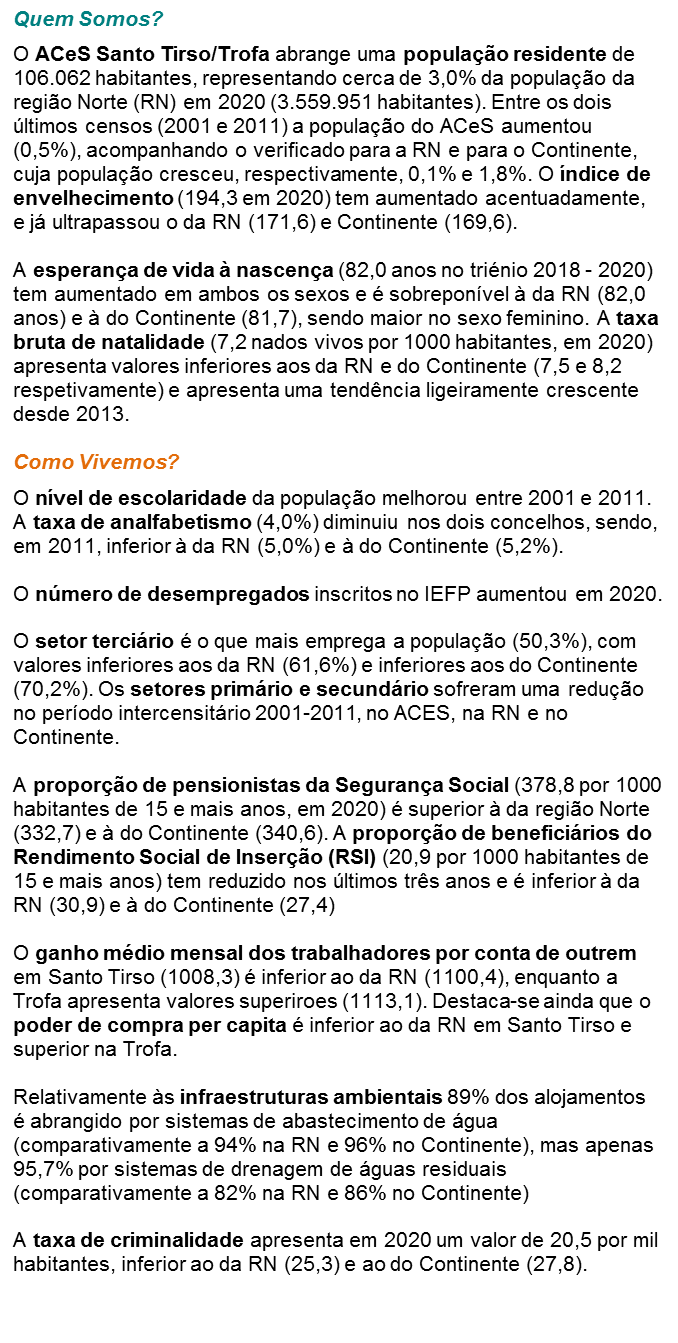 Quem Somos?
O ACeS Santo Tirso/Trofa abrange uma população residente de
106.062 habitantes, representando cerca de 3,0% da população da
região Norte (RN) em 2020 (3.559.951 habitantes). Entre os dois
últimos censos (2001 e 2011) a população do ACeS aumentou
(0,5%), acompanhando o verificado para a RN e para o Continente,
cuja população cresceu, respectivamente, 0,1% e 1,8%. O índice de
envelhecimento (194,3 em 2020) tem aumentado acentuadamente,
e já ultrapassou o da RN (171,6) e Continente (169,6).
A esperança de vida à nascença (82,0 anos no triénio 2018 - 2020)
tem aumentado em ambos os sexos e é sobreponível à da RN (82,0
anos) e à do Continente (81,7), sendo maior no sexo feminino. A taxa
bruta de natalidade (7,2 nados vivos por 1000 habitantes, em 2020)
apresenta valores inferiores aos da RN e do Continente (7,5 e 8,2
respetivamente) e apresenta uma tendência ligeiramente crescente
desde 2013.
Como Vivemos?
O nível de escolaridade da população melhorou entre 2001 e 2011.
A taxa de analfabetismo (4,0%) diminuiu nos dois concelhos, sendo,
em 2011, inferior à da RN (5,0%) e à do Continente (5,2%).
O número de desempregados inscritos no IEFP aumentou em 2020.
O setor terciário é o que mais emprega a população (50,3%), com
valores inferiores aos da RN (61,6%) e inferiores aos do Continente
(70,2%). Os setores primário e secundário sofreram uma redução
no período intercensitário 2001-2011, no ACES, na RN e no
Continente.
A proporção de pensionistas da Segurança Social (378,8 por 1000
habitantes de 15 e mais anos, em 2020) é superior à da região Norte
(332,7) e à do Continente (340,6). A proporção de beneficiários do
Rendimento Social de Inserção (RSI) (20,9 por 1000 habitantes de
15 e mais anos) tem reduzido nos últimos três anos e é inferior à da
RN (30,9) e à do Continente (27,4)
O ganho médio mensal dos trabalhadores por conta de outrem
em Santo Tirso (1008,3) é inferior ao da RN (1100,4), enquanto a
Trofa apresenta valores superiroes (1113,1). Destaca-se ainda que o
poder de compra per capita é inferior ao da RN em Santo Tirso e
superior na Trofa.
Relativamente às infraestruturas ambientais 89% dos alojamentos
é abrangido por sistemas de abastecimento de água
(comparativamente a 94% na RN e 96% no Continente), mas apenas
95,7% por sistemas de drenagem de águas residuais
(comparativamente a 82% na RN e 86% no Continente)
A taxa de criminalidade apresenta em 2020 um valor de 20,5 por mil
habitantes, inferior ao da RN (25,3) e ao do Continente (27,8).